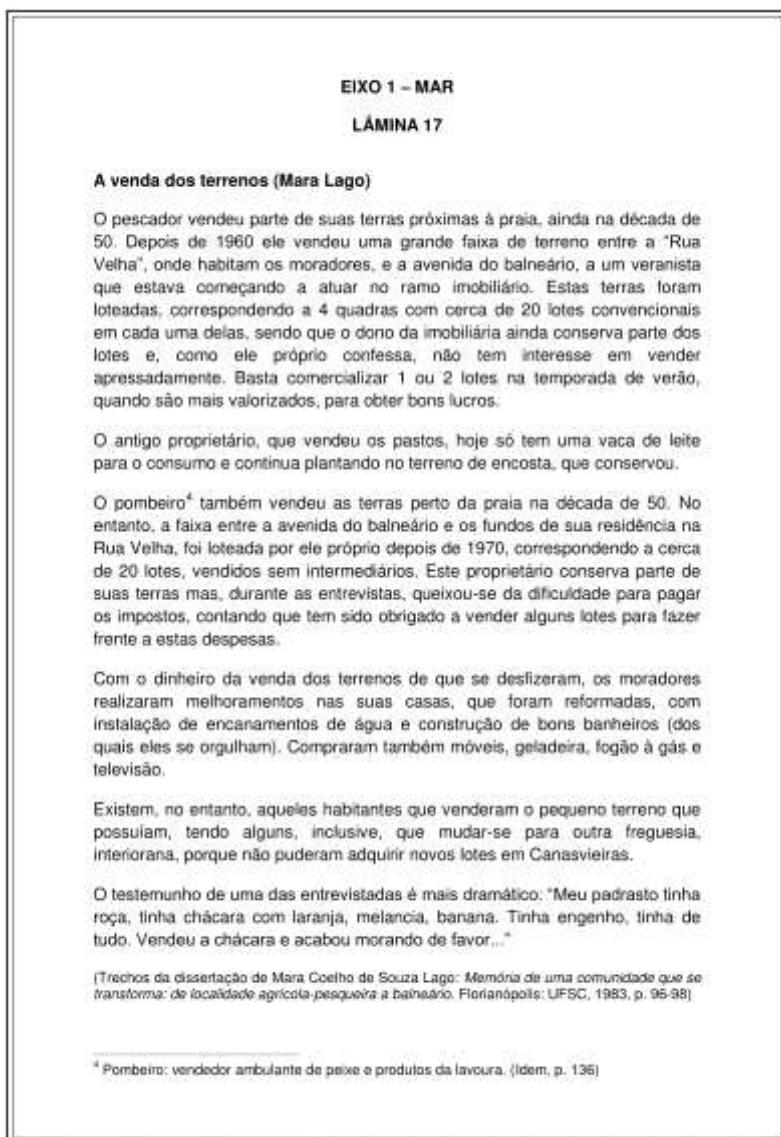 EIXO 1 – MAR
LÂMINA 17
A venda dos terrenos (Mara Lago)
O pescador vendeu parte de suas terras próximas à praia, ainda na década de
50. Depois de 1960 ele vendeu uma grande faixa de terreno entre a "Rua
Velha", onde habitam os moradores, e a avenida do balneário, a um veranista
que estava começando a atuar no ramo imobiliário. Estas terras foram
loteadas, correspondendo a 4 quadras com cerca de 20 lotes convencionais
em cada uma delas, sendo que o dono da imobiliária ainda conserva parte dos
lotes e, como ele próprio confessa, não tem interesse em vender
apressadamente. Basta comercializar 1 ou 2 lotes na temporada de verão,
quando são mais valorizados, para obter bons lucros.
O antigo proprietário, que vendeu os pastos, hoje só tem uma vaca de leite
para o consumo e continua plantando no terreno de encosta, que conservou.
O pombeiro4 também vendeu as terras perto da praia na década de 50. No
entanto, a faixa entre a avenida do balneário e os fundos de sua residência na
Rua Velha, foi loteada por ele próprio depois de 1970, correspondendo a cerca
de 20 lotes, vendidos sem intermediários. Este proprietário conserva parte de
suas terras mas, durante as entrevistas, queixou-se da dificuldade para pagar
os impostos, contando que tem sido obrigado a vender alguns lotes para fazer
frente a estas despesas.
Com o dinheiro da venda dos terrenos de que se desfizeram, os moradores
realizaram melhoramentos nas suas casas, que foram reformadas, com
instalação de encanamentos de água e construção de bons banheiros (dos
quais eles se orgulham). Compraram também móveis, geladeira, fogão à gás e
televisão.
Existem, no entanto, aqueles habitantes que venderam o pequeno terreno que
possuíam, tendo alguns, inclusive, que mudar-se para outra freguesia,
interiorana, porque não puderam adquirir novos lotes em Canasvieiras.
O testemunho de uma das entrevistadas é mais dramático: "Meu padrasto tinha
roça, tinha chácara com laranja, melancia, banana. Tinha engenho, tinha de
tudo. Vendeu a chácara e acabou morando de favor..."
(Trechos da dissertação de Mara Coelho de Souza Lago: Memória de uma comunidade que se
transforma: de localidade agrícola-pesqueira a balneário. Florianópolis: UFSC, 1983, p. 96-98)
4 Pombeiro: vendedor ambulante de peixe e produtos da lavoura. (Idem, p. 136)